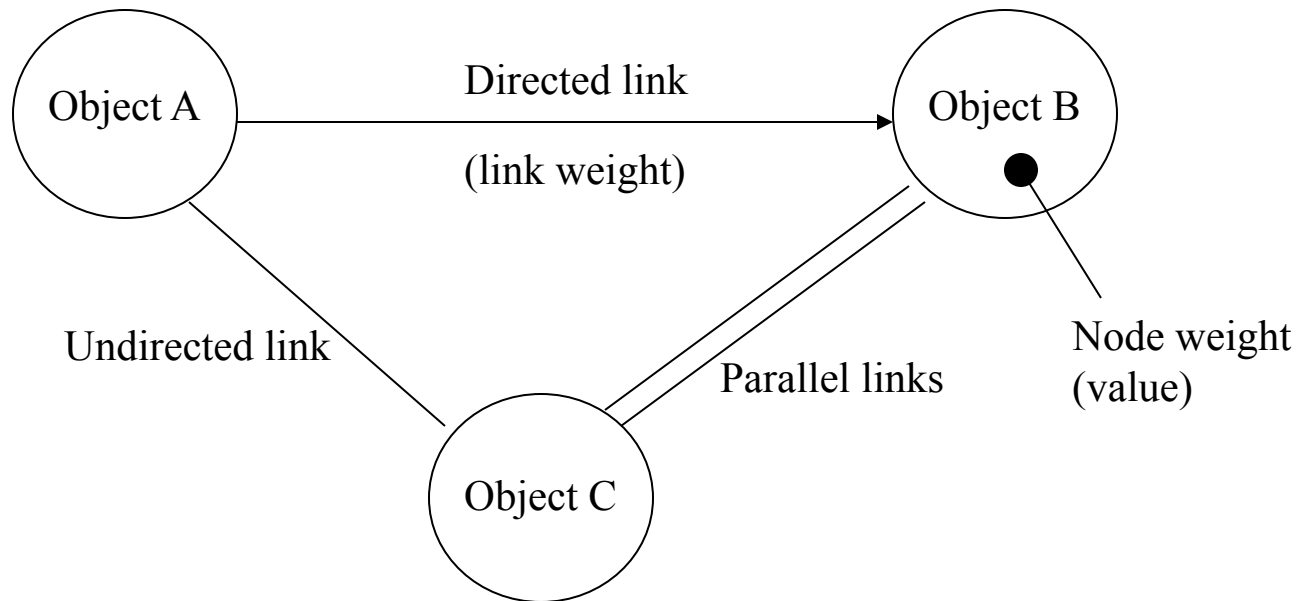 Object A
Directed link
(link weight)
Object B
Undirected link
Parallel links
Node weight
(value)
Object C